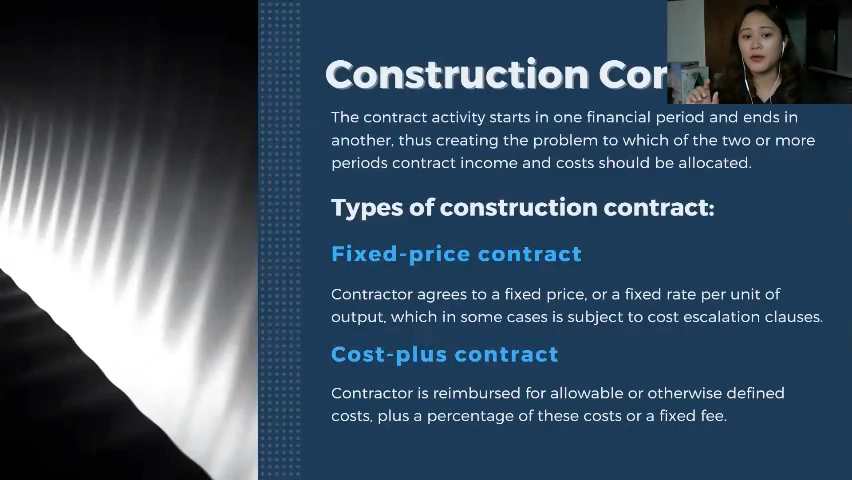 Construction Con
The contract activity starts in one financial period and ends in
another, thus creating the problem to which of the two or more
periods contract income and costs should be allocated.
Types of construction contract:
Fixed-price contract
Contractor agrees to a fixed price, or a fixed rate per unit of
output, which in some cases is subject to cost escalation clauses.
Cost-plus contract
Contractor is reimbursed for allowable or otherwise defined
costs, plus a percentage of these costs or a fixed fee.